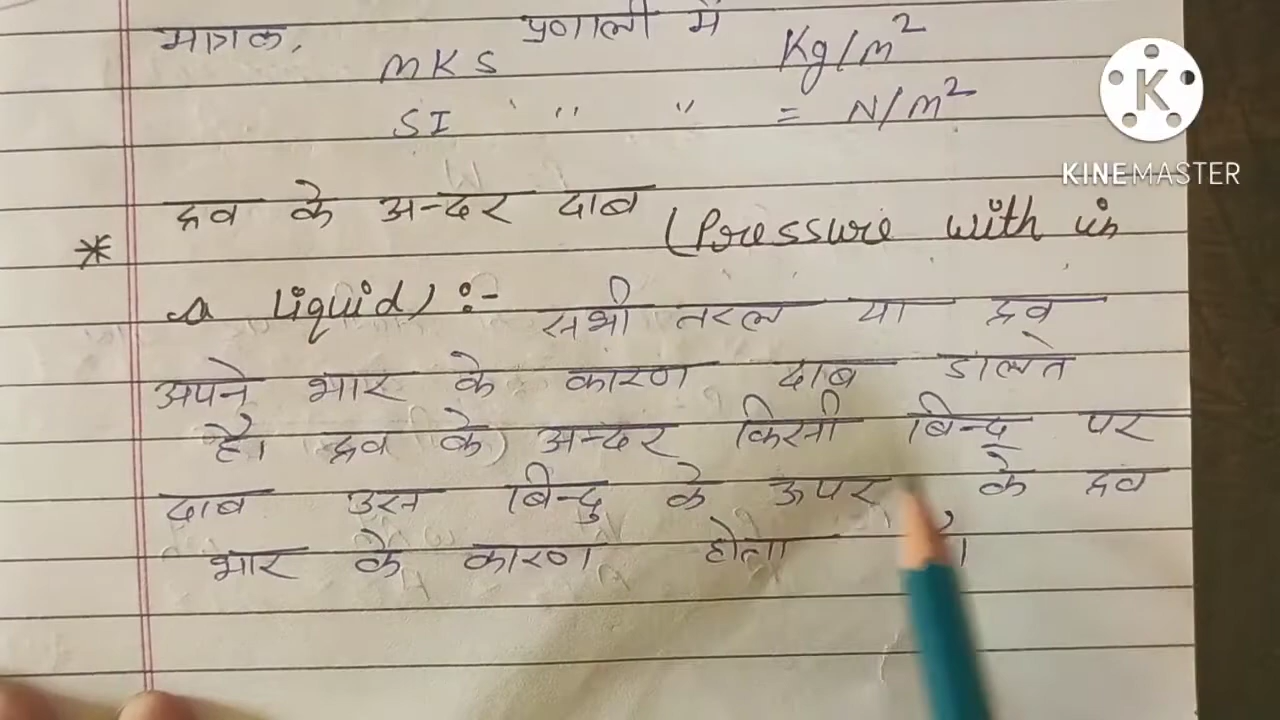 मात्रक, प्रणाली में
MKS Kg/m²
SI " " = N/m²
द्रव के अन्दर दाब (Pressure with in
* a Liquid) :- सभी तरल या द्रव
अपने भार के कारण दाब डालते
है। द्रव के अन्दर किसी बिन्दू पर
दाब उस बिन्दु के ऊपर के द्रव
भार के कारण होता
K
KINEMASTER